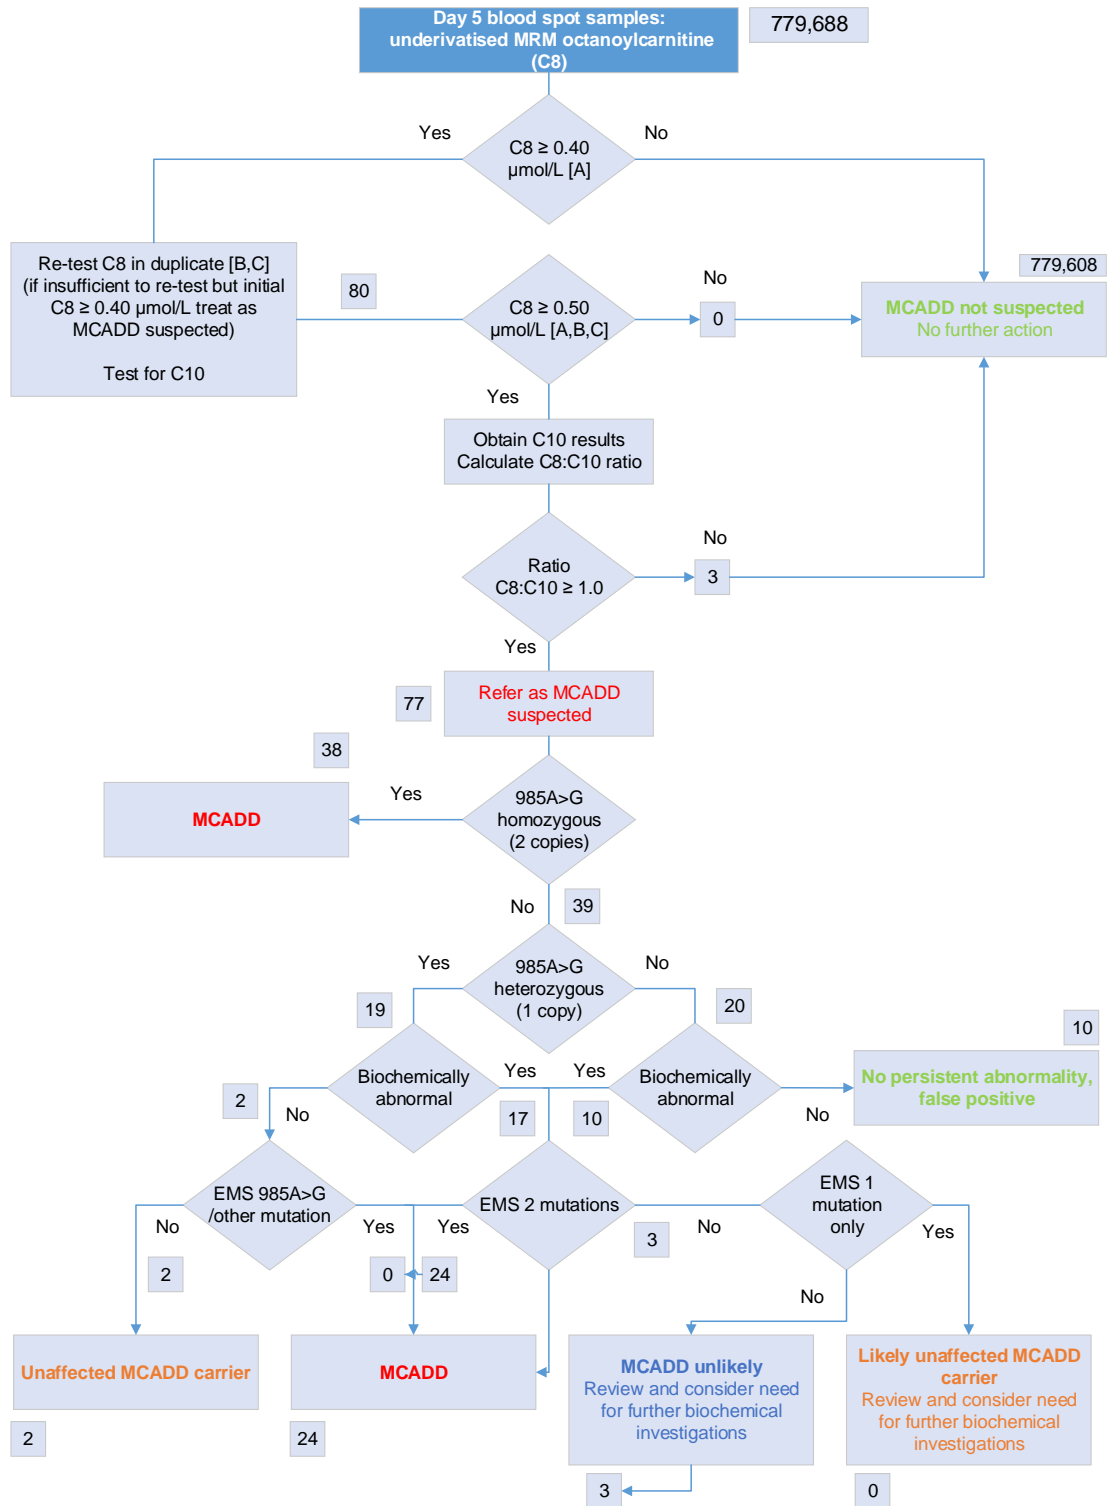 Day 5 blood spot samples:
underivatised MRM octanoylcarnitine
(C8)
779,688
Yes
No
C8 ≥ 0.40
µmol/L [A]
Re-test C8 in duplicate [B,C]
(if insufficient to re-test but initial
C8 ≥ 0.40 µmol/L treat as
MCADD suspected)
Test for C10
80
C8 ≥ 0.50
µmol/L [A,B,C]
No
0
779,608
MCADD not suspected
No further action
Yes
Obtain C10 results
Calculate C8:C10 ratio
Ratio
C8:C10 ≥ 1.0
No
3
Yes
77
Refer as MCADD
suspected
38
MCADD
Yes
985A>G
homozygous
(2 copies)
No
39
Yes
985A>G
heterozygous
(1 copy)
No
19
20
10
Biochemically
abnormal
Yes
Yes
Biochemically
abnormal
No persistent abnormality,
false positive
2
No
17
10
No
EMS 985A>G
/other mutation
EMS 2 mutations
EMS 1
mutation
only
No
Yes
Yes
3
No
Yes
2
0
24
No
Unaffected MCADD carrier
MCADD
MCADD unlikely
Review and consider need
for further biochemical
investigations
Likely unaffected MCADD
carrier
Review and consider need
for further biochemical
investigations
2
24
3
0